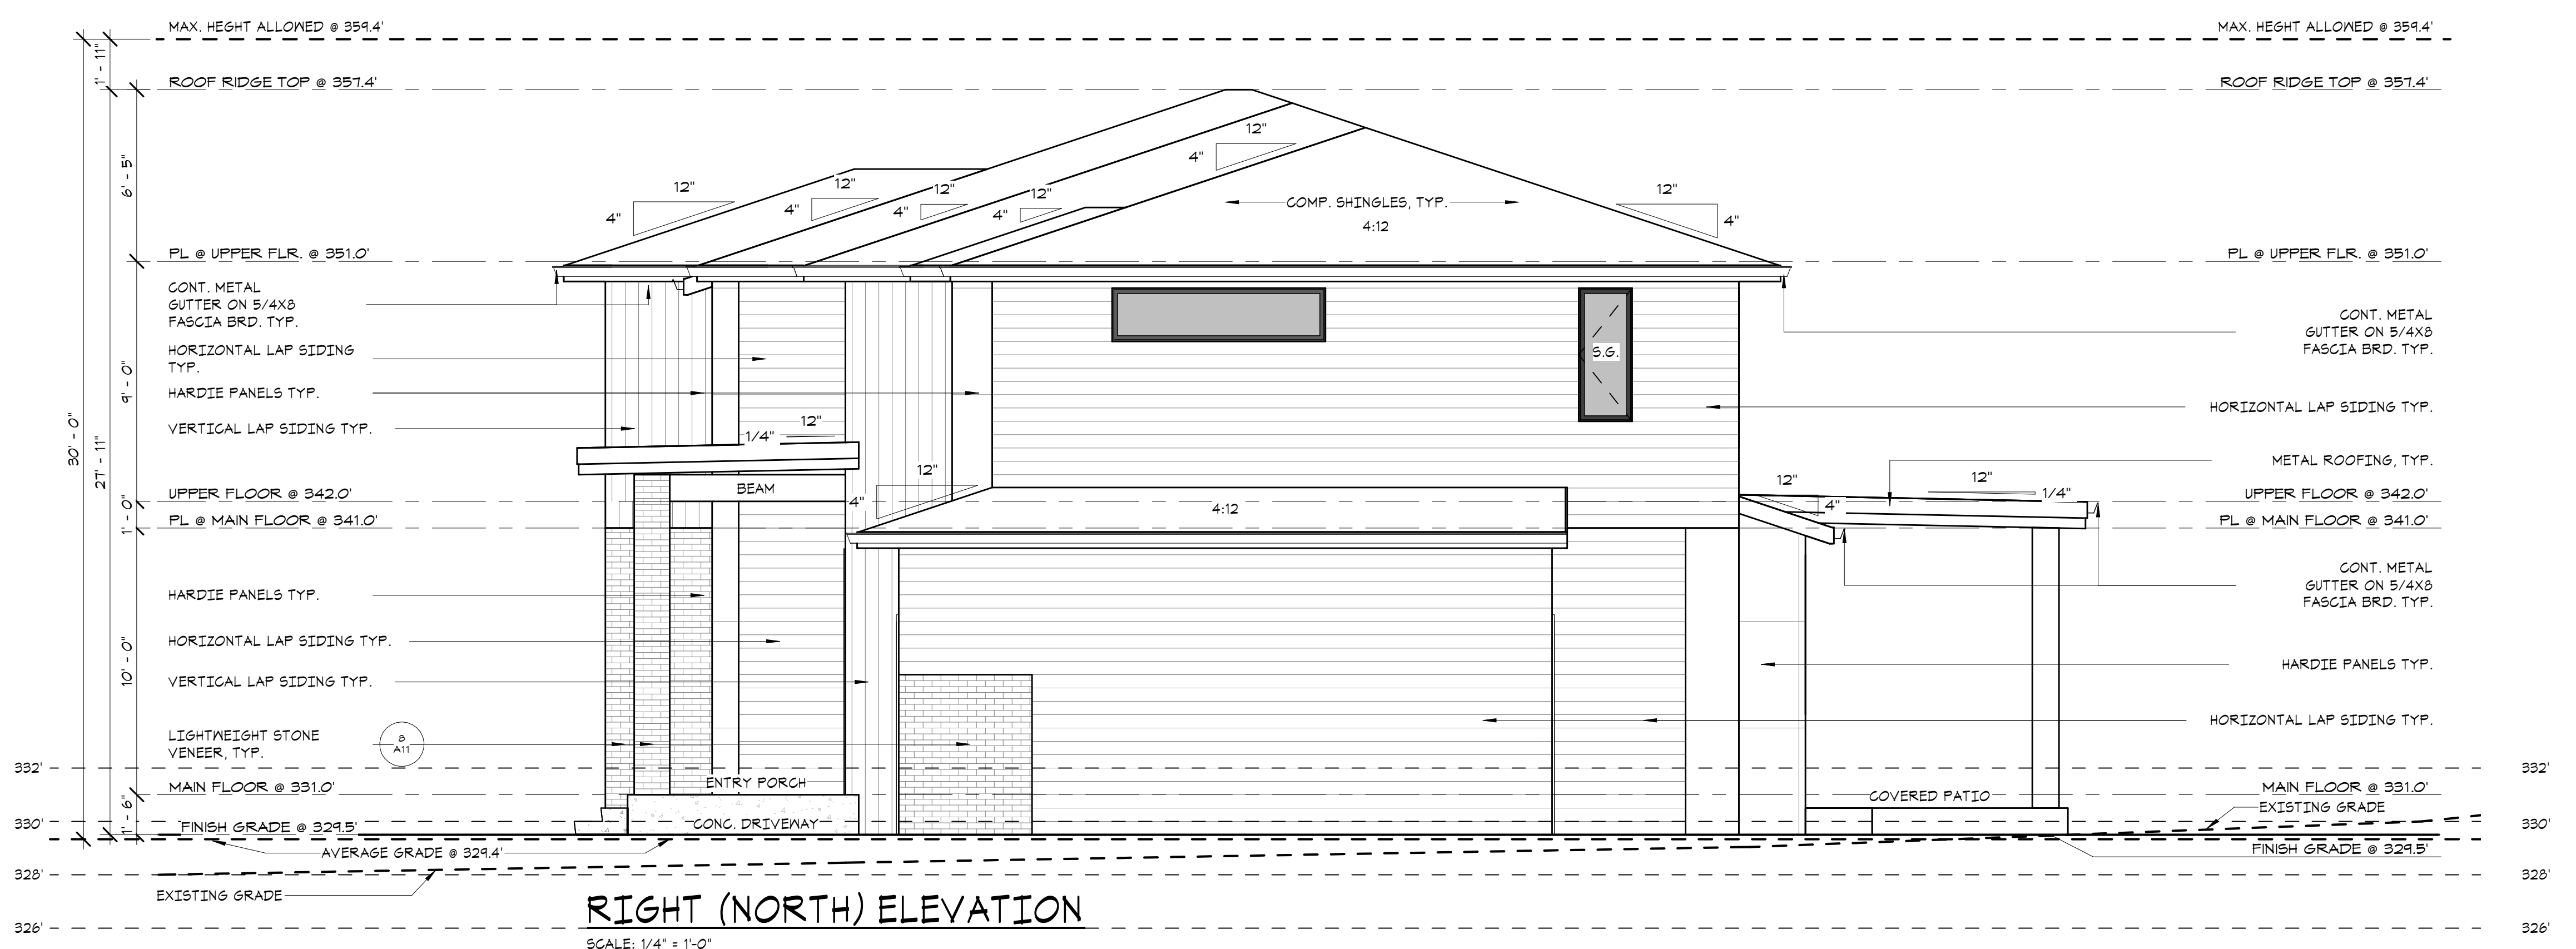 MAX. HEGHT ALLOWED @ 359.4'
MAX. HEGHT ALLOWED @ 359.4'
1' - 11"
ROOF RIDGE TOP @ 357.4'
ROOF RIDGE TOP @ 357.4'
12"
4"
6' - 5"
12"
4"
12"
4"
12"
4"
12"
4"
COMP. SHINGLES, TYP.
4:12
12"
4"
PL @ UPPER FLR. @ 351.0'
PL @ UPPER FLR. @ 351.0'
CONT. METAL
GUTTER ON 5/4X8
FASCIA BRD. TYP.
CONT. METAL
GUTTER ON 5/4X8
FASCIA BRD. TYP.
HORIZONTAL LAP SIDING
TYP.
S.G.
9' - 0"
HARDIE PANELS TYP.
HORIZONTAL LAP SIDING TYP.
VERTICAL LAP SIDING TYP.
12"
1/4"
30' - 0"
27' - 11"
METAL ROOFING, TYP.
12"
4"
4:12
BEAM
12"
4"
12"
1/4"
UPPER FLOOR @ 342.0'
UPPER FLOOR @ 342.0'
1' - 0"
PL @ MAIN FLOOR @ 341.0'
PL @ MAIN FLOOR @ 341.0'
CONT. METAL
GUTTER ON 5/4X8
FASCIA BRD. TYP.
HARDIE PANELS TYP.
HORIZONTAL LAP SIDING TYP.
10' - 0"
HARDIE PANELS TYP.
VERTICAL LAP SIDING TYP.
HORIZONTAL LAP SIDING TYP.
LIGHTWEIGHT STONE
VENEER, TYP.
8
A11
332'
332'
MAIN FLOOR @ 331.0'
ENTRY PORCH
MAIN FLOOR @ 331.0'
COVERED PATIO
EXISTING GRADE
1' - 6"
330'
FINISH GRADE @ 329.5'
CONC. DRIVEWAY
330'
AVERAGE GRADE @ 329.4'
FINISH GRADE @ 329.5'
328'
328'
EXISTING GRADE
RIGHT (NORTH) ELEVATION
326'
326'
SCALE: 1/4" = 1'-0"